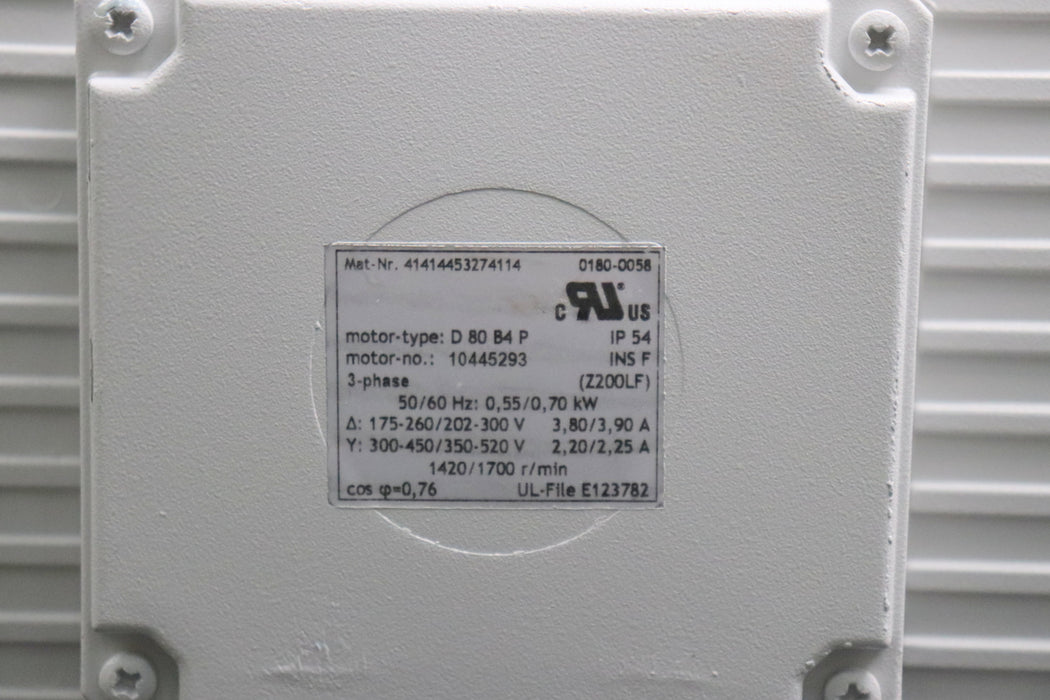 Mat-Nr. 41414453274114 0180-0058
c RU® US
motor-type: D 80 B4 P IP 54
motor-no.: 10445293 INS F
3-phase (Z200LF)
50/60 Hz: 0,55/0,70 kW
Δ: 175-260/202-300 V 3,80/3,90 A
Y: 300-450/350-520 V 2,20/2,25 A
1420/1700 r/min
cos φ=0,76 UL-File E123782